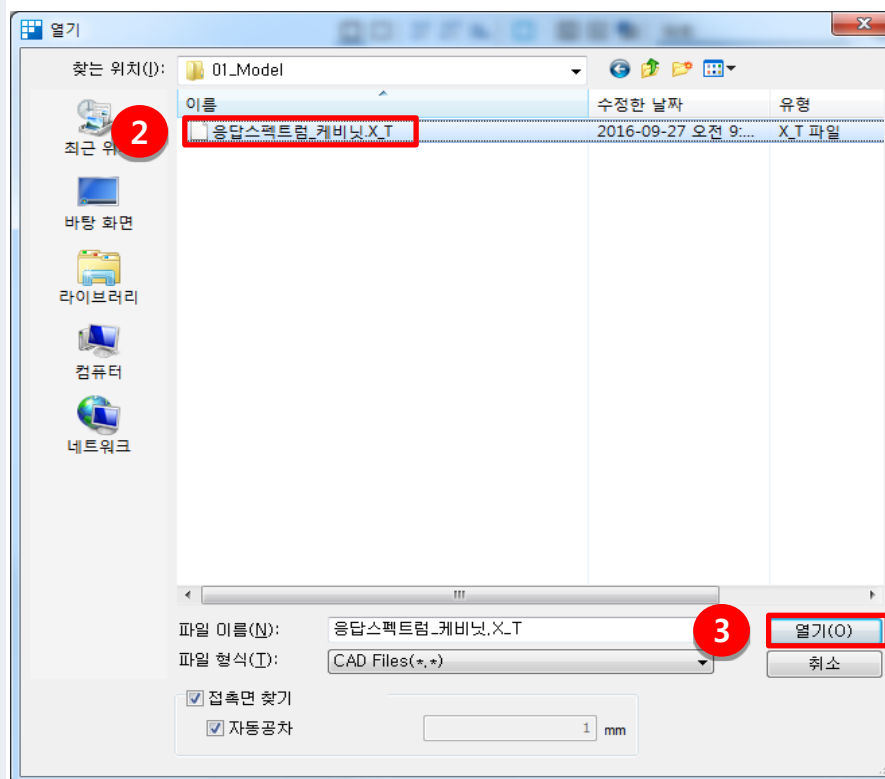 열기
찾는 위치(I): 01_Model
이름 수정한 날짜 유형
2 응답스펙트럼_케비닛.X_T 2016-09-27 오전 9:... X_T 파일
최근
바탕 화면
라이브러리
컴퓨터
네트워크
파일 이름(N): 응답스펙트럼_케비닛.X_T 3 열기(O)
파일 형식(T): CAD Files(*.*) 취소
접촉면 찾기
자동공차 1 mm